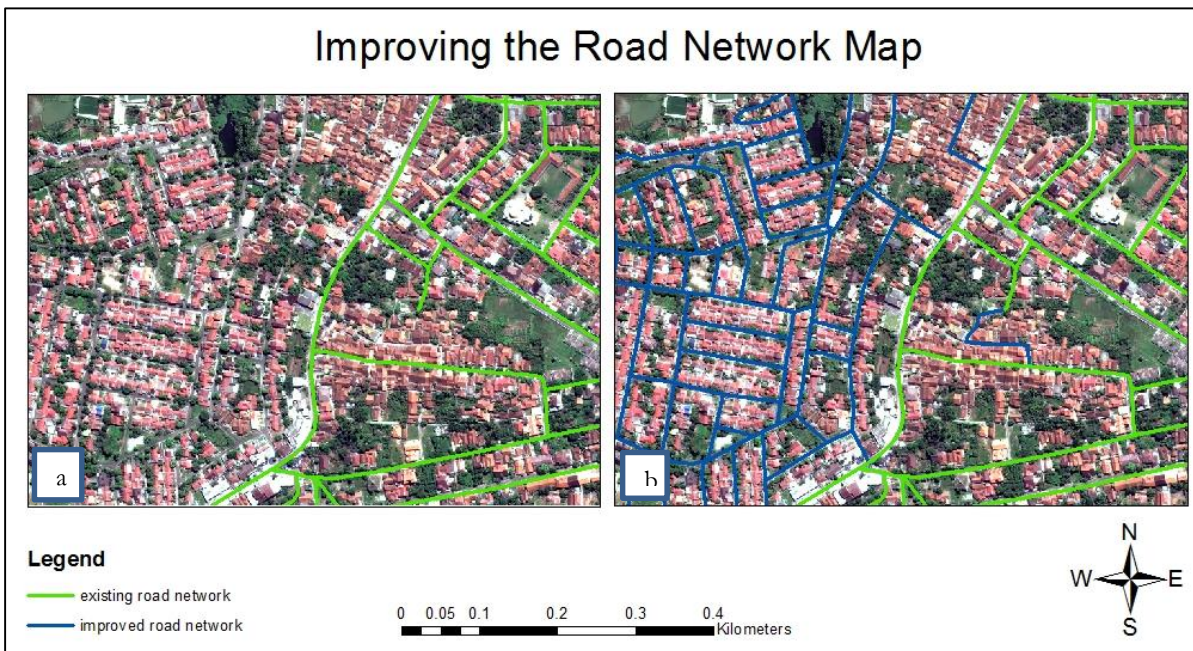 Improving the Road Network Map
a
b
Legend
existing road network
improved road network
0 0.05 0.1 0.2 0.3 0.4
Kilometers
N
W E
S